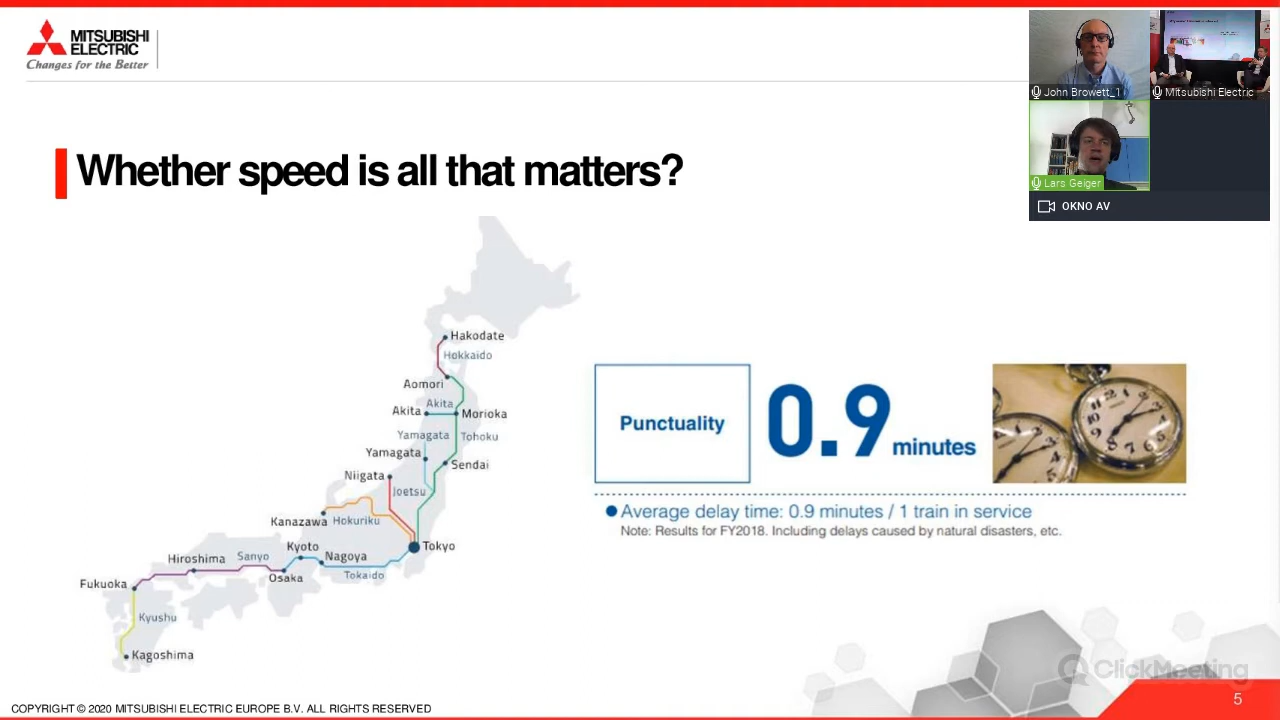 MITSUBISHI
ELECTRIC
Changes for the Better
John Browett_1
Mitsubishi Electric
Lars Geiger
OKNO AV
Whether speed is all that matters?
Hakodate
Hokkaido
Aomori
Akita
Akita
Morioka
Yamagata
Tohoku
Yamagata
Sendai
Niigata
Joetsu
Kanazawa
Hokuriku
Tokyo
Kyoto
Nagoya
Hiroshima
Sanyo
Osaka
Tokaido
Fukuoka
Kyushu
Kagoshima
Punctuality
0.9 minutes
Average delay time: 0.9 minutes / 1 train in service
Note: Results for FY2018. Including delays caused by natural disasters, etc.
ClickMeeting
5
COPYRIGHT © 2020 MITSUBISHI ELECTRIC EUROPE B.V. ALL RIGHTS RESERVED